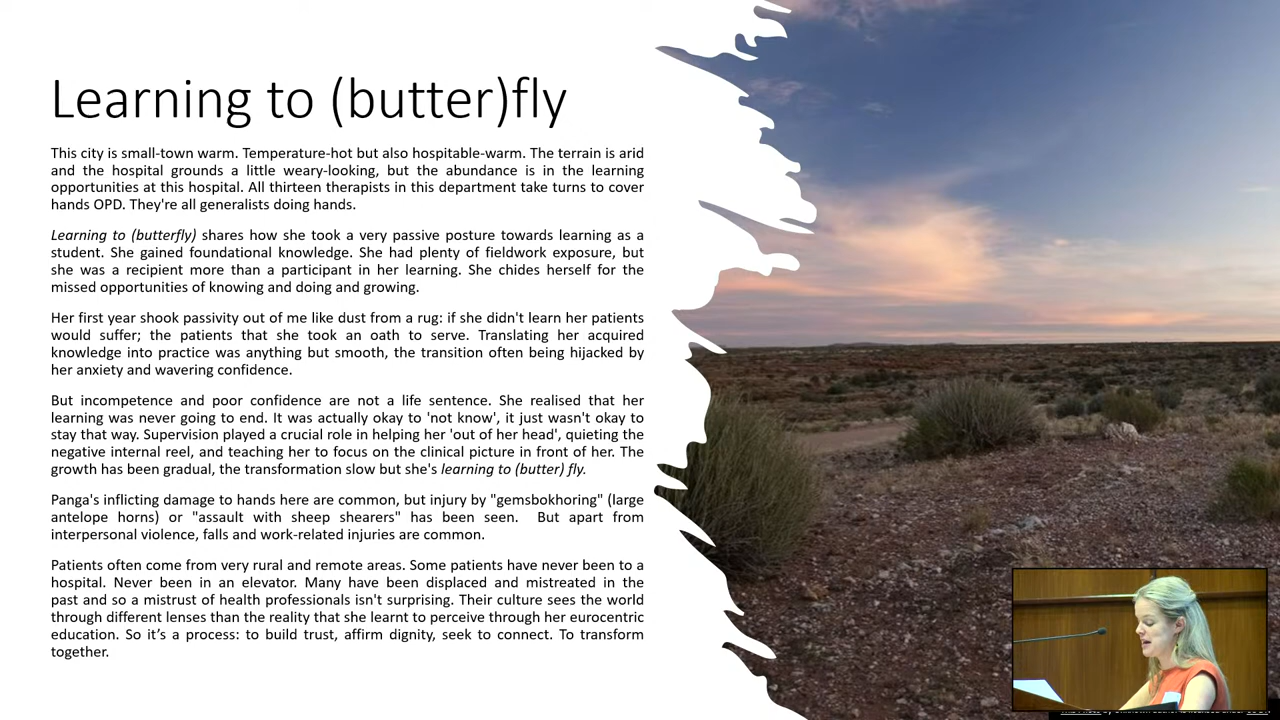 Learning to (butter)fly
This city is small-town warm. Temperature-hot but also hospitable-warm. The terrain is arid
and the hospital grounds a little weary-looking, but the abundance is in the learning
opportunities at this hospital. All thirteen therapists in this department take turns to cover
hands OPD. They're all generalists doing hands.
Learning to (butterfly) shares how she took a very passive posture towards learning as a
student. She gained foundational knowledge. She had plenty of fieldwork exposure, but
she was a recipient more than a participant in her learning. She chides herself for the
missed opportunities of knowing and doing and growing.
Her first year shook passivity out of me like dust from a rug: if she didn't learn her patients
would suffer; the patients that she took an oath to serve. Translating her acquired
knowledge into practice was anything but smooth, the transition often being hijacked by
her anxiety and wavering confidence.
But incompetence and poor confidence are not a life sentence. She realised that her
learning was never going to end. It was actually okay to 'not know', it just wasn't okay to
stay that way. Supervision played a crucial role in helping her 'out of her head', quieting the
negative internal reel, and teaching her to focus on the clinical picture in front of her. The
growth has been gradual, the transformation slow but she's learning to (butter) fly.
Panga's inflicting damage to hands here are common, but injury by "gemsbokhoring" (large
antelope horns) or "assault with sheep shearers" has been seen. But apart from
interpersonal violence, falls and work-related injuries are common.
Patients often come from very rural and remote areas. Some patients have never been to a
hospital. Never been in an elevator. Many have been displaced and mistreated in the
past and so a mistrust of health professionals isn't surprising. Their culture sees the world
through different lenses than the reality that she learnt to perceive through her eurocentric
education. So it's a process: to build trust, affirm dignity, seek to connect. To transform
together.